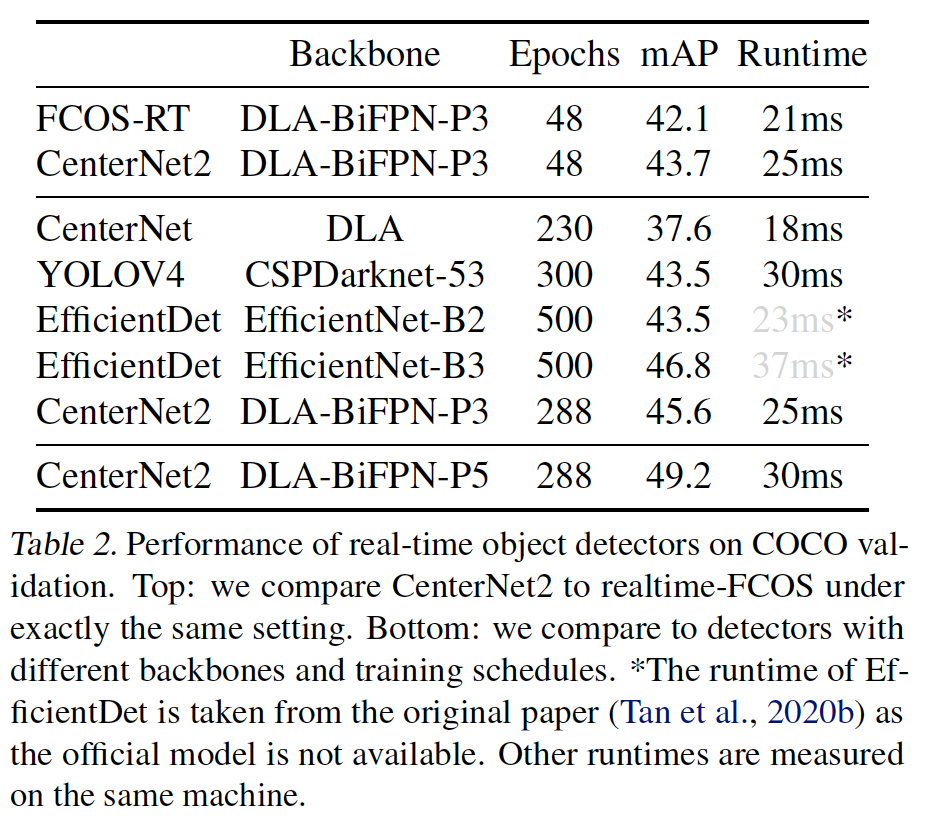 Backbone Epochs mAP Runtime
FCOS-RT DLA-BiFPN-P3 48 42.1 21ms
CenterNet2 DLA-BiFPN-P3 48 43.7 25ms
CenterNet DLA 230 37.6 18ms
YOLOV4 CSPDarknet-53 300 43.5 30ms
EfficientDet EfficientNet-B2 500 43.5 23ms*
EfficientDet EfficientNet-B3 500 46.8 37ms*
CenterNet2 DLA-BiFPN-P3 288 45.6 25ms
CenterNet2 DLA-BiFPN-P5 288 49.2 30ms
Table 2. Performance of real-time object detectors on COCO val-
idation. Top: we compare CenterNet2 to realtime-FCOS under
exactly the same setting. Bottom: we compare to detectors with
different backbones and training schedules. *The runtime of Ef-
ficientDet is taken from the original paper (Tan et al., 2020b) as
the official model is not available. Other runtimes are measured
on the same machine.